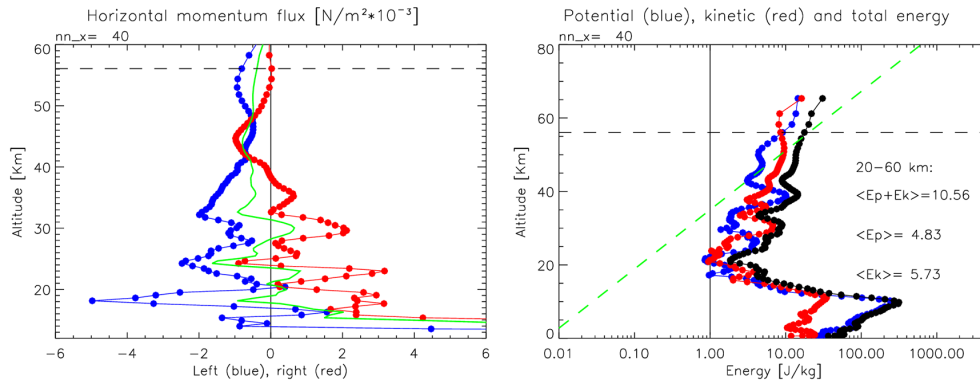 Horizontal momentum flux [N/m²*10⁻³]
nn_x= 40
60
50
40
30
20
Altitude [Km]
-6 -4 -2 0 2 4 6
Left (blue), right (red)
Potential (blue), kinetic (red) and total energy
nn_x= 40
80
60
40
20
0
Altitude [Km]
20-60 km:
<Ep+Ek>=10.56
<Ep>= 4.83
<Ek>= 5.73
0.01 0.10 1.00 10.00 100.00 1000.00
Energy [J/kg]